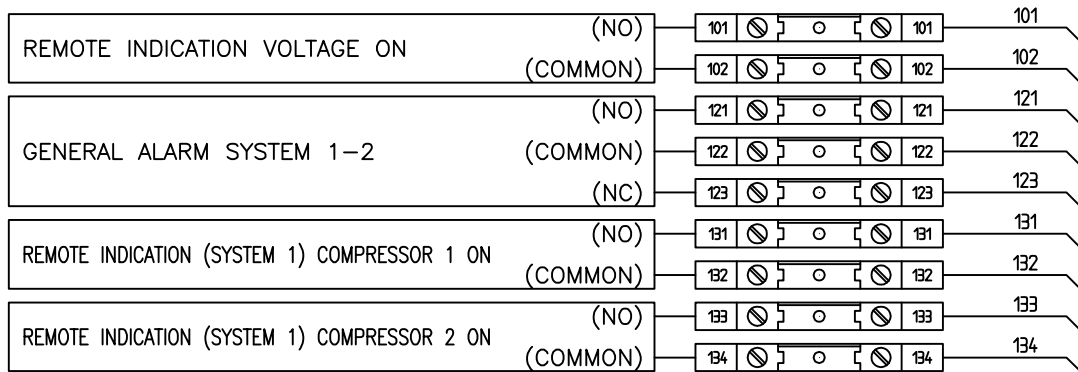 REMOTE INDICATION VOLTAGE ON
(NO) 101 101 101
(COMMON) 102 102 102
GENERAL ALARM SYSTEM 1-2
(NO) 121 121 121
(COMMON) 122 122 122
(NC) 123 123 123
REMOTE INDICATION (SYSTEM 1) COMPRESSOR 1 ON
(NO) 131 131 131
(COMMON) 132 132 132
REMOTE INDICATION (SYSTEM 1) COMPRESSOR 2 ON
(NO) 133 133 133
(COMMON) 134 134 134